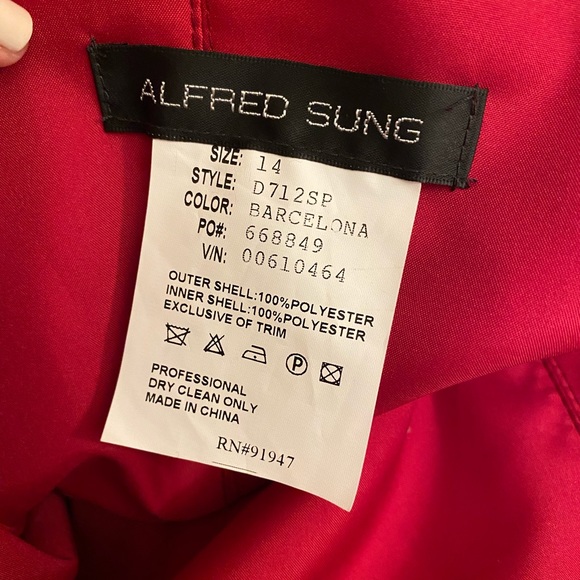 ALFRED SUNG
SIZE: 14
STYLE: D712SP
COLOR: BARCELONA
PO#: 668849
V/N: 00610464
OUTER SHELL:100%POLYESTER
INNER SHELL:100%POLYESTER
EXCLUSIVE OF TRIM
P
PROFESSIONAL
DRY CLEAN ONLY
MADE IN CHINA
RN#91947